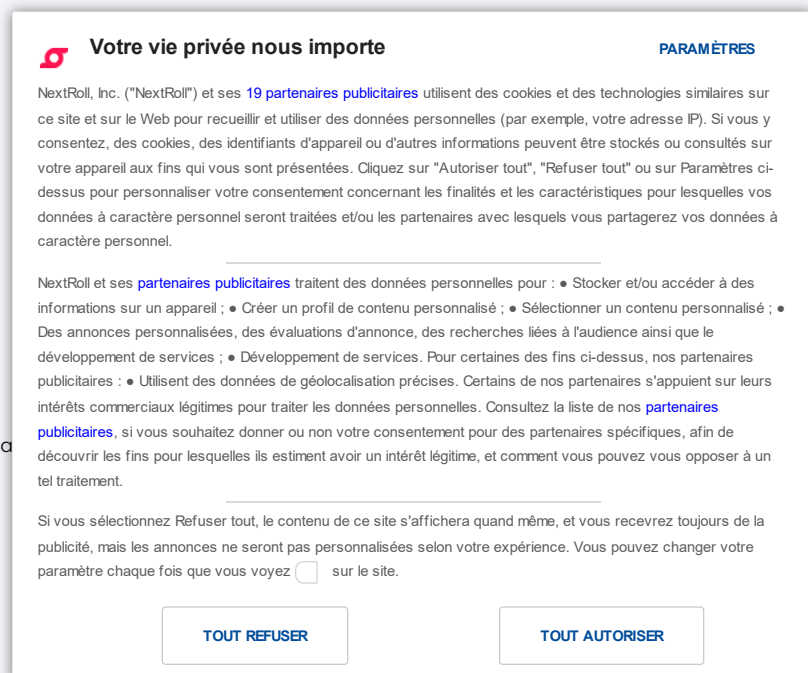 Votre vie privée nous importe
PARAMÈTRES
NextRoll, Inc. ("NextRoll") et ses 19 partenaires publicitaires utilisent des cookies et des technologies similaires sur
ce site et sur le Web pour recueillir et utiliser des données personnelles (par exemple, votre adresse IP). Si vous y
consentez, des cookies, des identifiants d'appareil ou d'autres informations peuvent être stockés ou consultés sur
votre appareil aux fins qui vous sont présentées. Cliquez sur "Autoriser tout", "Refuser tout" ou sur Paramètres ci-
dessus pour personnaliser votre consentement concernant les finalités et les caractéristiques pour lesquelles vos
données à caractère personnel seront traitées et/ou les partenaires avec lesquels vous partagerez vos données à
caractère personnel.
NextRoll et ses partenaires publicitaires traitent des données personnelles pour : ● Stocker et/ou accéder à des
informations sur un appareil ; ● Créer un profil de contenu personnalisé ; ● Sélectionner un contenu personnalisé ; ●
Des annonces personnalisées, des évaluations d'annonce, des recherches liées à l'audience ainsi que le
développement de services ; ● Développement de services. Pour certaines des fins ci-dessus, nos partenaires
publicitaires : ● Utilisent des données de géolocalisation précises. Certains de nos partenaires s'appuient sur leurs
intérêts commerciaux légitimes pour traiter les données personnelles. Consultez la liste de nos partenaires
publicitaires, si vous souhaitez donner ou non votre consentement pour des partenaires spécifiques, afin de
découvrir les fins pour lesquelles ils estiment avoir un intérêt légitime, et comment vous pouvez vous opposer à un
tel traitement.
Si vous sélectionnez Refuser tout, le contenu de ce site s'affichera quand même, et vous recevrez toujours de la
publicité, mais les annonces ne seront pas personnalisées selon votre expérience. Vous pouvez changer votre
paramètre chaque fois que vous voyez sur le site.
TOUT REFUSER
TOUT AUTORISER